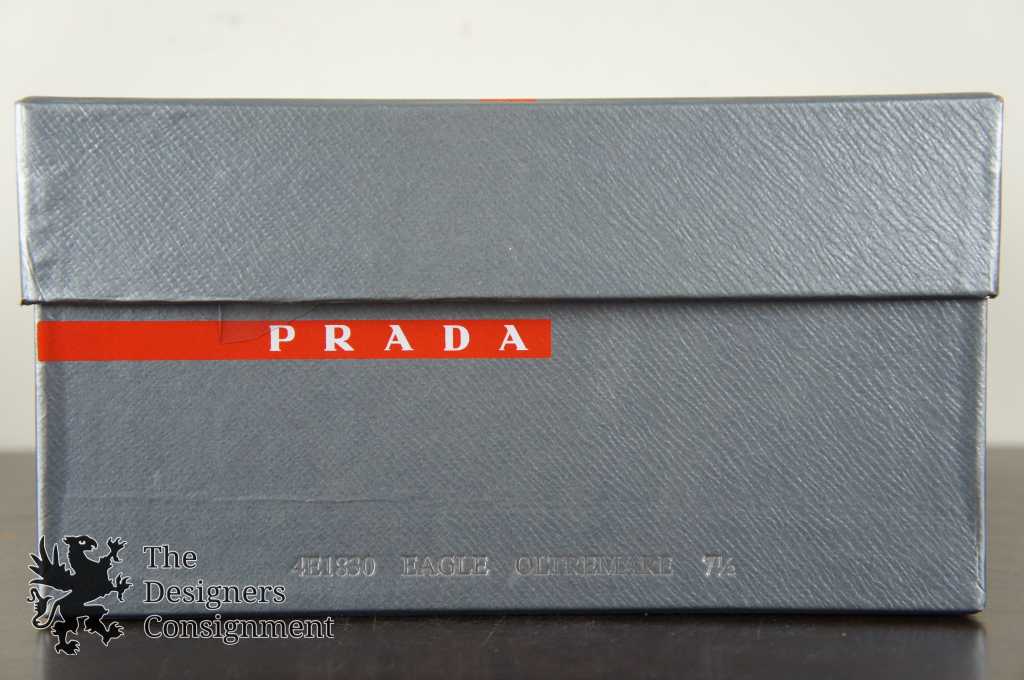 PRADA
4E1830 EAGLE OLTREMARE 7½
The
Designers
Consignment